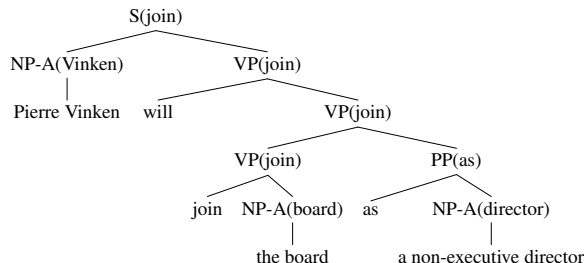 S(join)
NP-A(Vinken) VP(join)
Pierre Vinken will VP(join)
VP(join) PP(as)
join NP-A(board) as NP-A(director)
the board a non-executive director